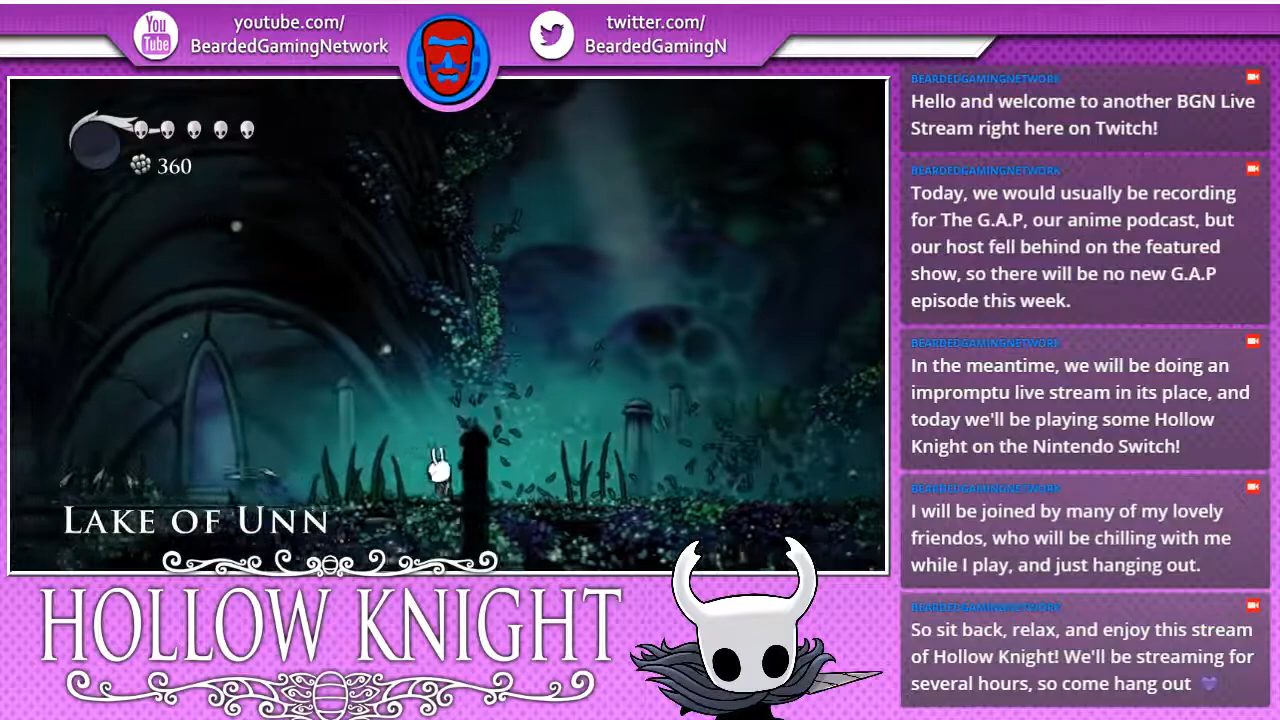 youtube.com/
BeardedGamingNetwork
twitter.com/
BeardedGamingN
You
Tube
360
LAKE OF UNN
HOLLOW KNIGHT
BEARDEDGAMINGNETWORK
Hello and welcome to another BGN Live
Stream right here on Twitch!
BEARDEDGAMINGNETWORK
Today, we would usually be recording
for The G.A.P, our anime podcast, but
our host fell behind on the featured
show, so there will be no new G.A.P
episode this week.
BEARDEDGAMINGNETWORK
In the meantime, we will be doing an
impromptu live stream in its place, and
today we'll be playing some Hollow
Knight on the Nintendo Switch!
BEARDEDGAMINGNETWORK
I will be joined by many of my lovely
friendos, who will be chilling with me
while I play, and just hanging out.
BEARDEDGAMINGNETWORK
So sit back, relax, and enjoy this stream
of Hollow Knight! We'll be streaming for
several hours, so come hang out 💜